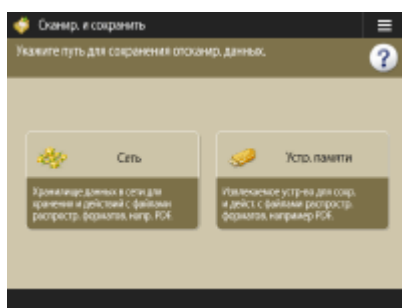 Сканир. и сохранить
Укажите путь для сохранения отсканир. данных.
?
Сеть
Устр. памяти
Хранилище данных в сети для
хранения и действий с файлами
распростр. форматов, напр. PDF.
Извлекаемое устр-во для сохр.
и дейст. с файлами распростр.
форматов, например PDF.